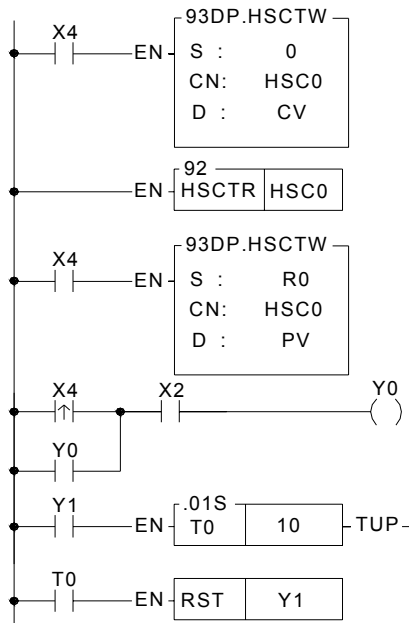 93DP.HSCTW
X4
EN
S : 0
CN: HSC0
D : CV
92
EN HSCTR HSC0
93DP.HSCTW
X4
EN
S : R0
CN: HSC0
D : PV
X4 X2 Y0
↑
Y0
Y1 .01S
EN T0 10 TUP
T0
EN RST Y1